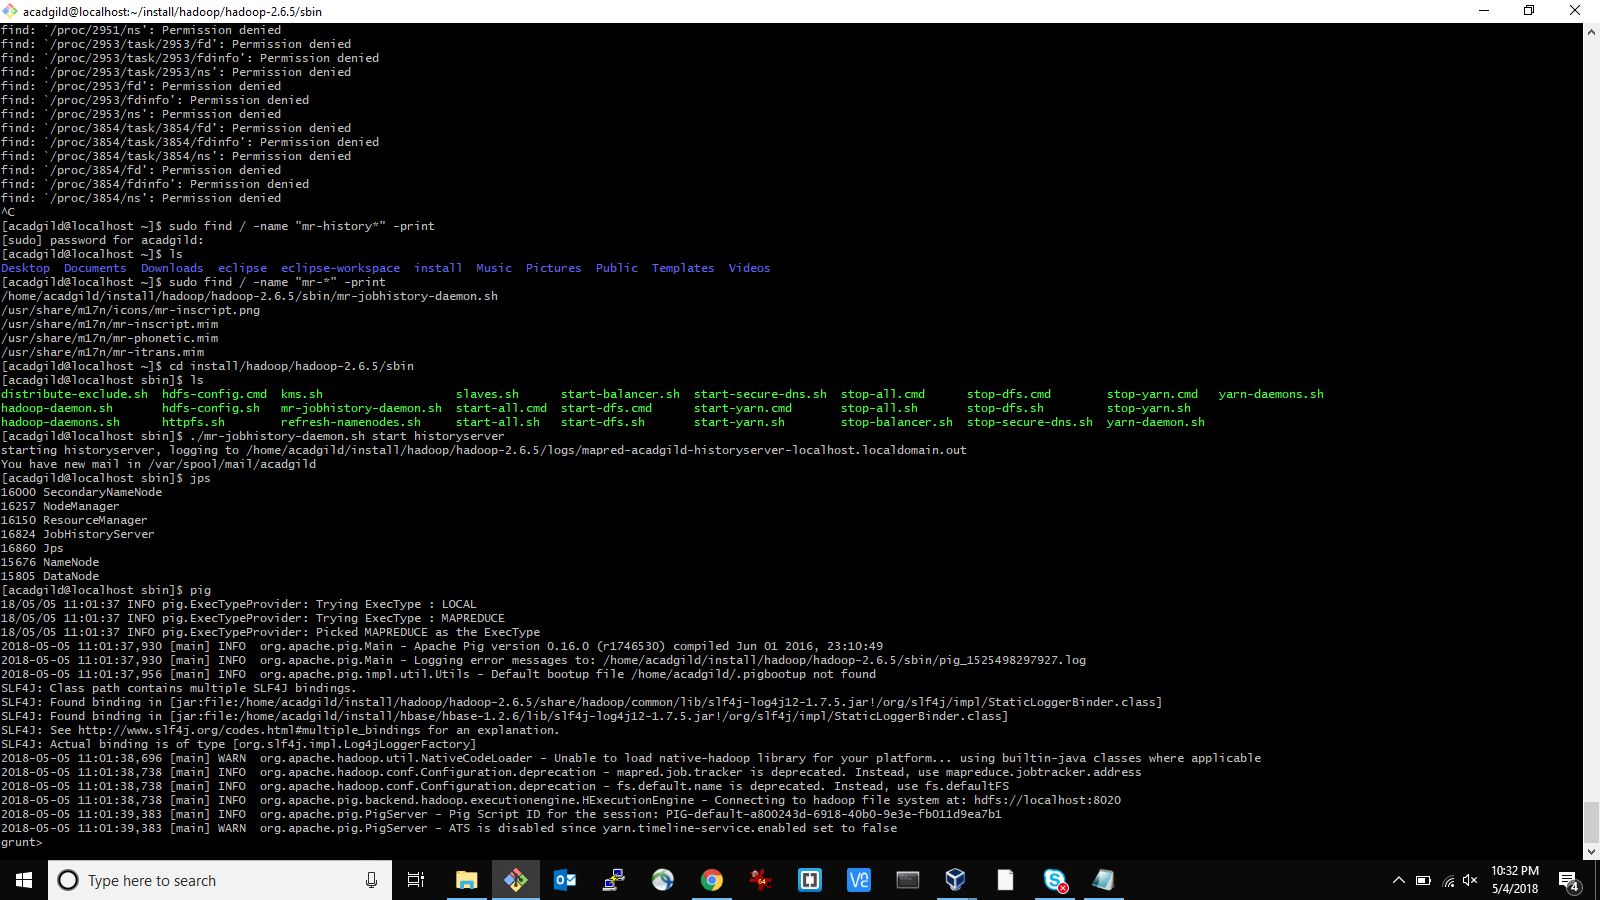 acadgild@localhost:~/install/hadoop/hadoop-2.6.5/sbin
find: `/proc/2951/ns': Permission denied
find: `/proc/2953/task/2953/fd': Permission denied
find: `/proc/2953/task/2953/fdinfo': Permission denied
find: `/proc/2953/task/2953/ns': Permission denied
find: `/proc/2953/fd': Permission denied
find: `/proc/2953/fdinfo': Permission denied
find: `/proc/2953/ns': Permission denied
find: `/proc/3854/task/3854/fd': Permission denied
find: `/proc/3854/task/3854/fdinfo': Permission denied
find: `/proc/3854/task/3854/ns': Permission denied
find: `/proc/3854/fd': Permission denied
find: `/proc/3854/fdinfo': Permission denied
find: `/proc/3854/ns': Permission denied
^C
[acadgild@localhost ~]$ sudo find / -name "mr-history*" -print
[sudo] password for acadgild:
[acadgild@localhost ~]$ ls
Desktop  Documents  Downloads  eclipse  eclipse-workspace  install  Music  Pictures  Public  Templates  Videos
[acadgild@localhost ~]$ sudo find / -name "mr-*" -print
/home/acadgild/install/hadoop/hadoop-2.6.5/sbin/mr-jobhistory-daemon.sh
/usr/share/m17n/icons/mr-inscript.png
/usr/share/m17n/mr-inscript.mim
/usr/share/m17n/mr-phonetic.mim
/usr/share/m17n/mr-itrans.mim
[acadgild@localhost ~]$ cd install/hadoop/hadoop-2.6.5/sbin
[acadgild@localhost sbin]$ ls
distribute-exclude.sh  hdfs-config.cmd  kms.sh  slaves.sh  start-balancer.sh  start-secure-dns.sh  stop-all.cmd  stop-dfs.cmd  stop-yarn.cmd  yarn-daemons.sh
hadoop-daemon.sh  hdfs-config.sh  mr-jobhistory-daemon.sh  start-all.cmd  start-dfs.cmd  start-yarn.cmd  stop-all.sh  stop-dfs.sh  stop-yarn.sh
hadoop-daemons.sh  httpfs.sh  refresh-namenodes.sh  start-all.sh  start-dfs.sh  start-yarn.sh  stop-balancer.sh  stop-secure-dns.sh  yarn-daemon.sh
[acadgild@localhost sbin]$ ./mr-jobhistory-daemon.sh start historyserver
starting historyserver, logging to /home/acadgild/install/hadoop/hadoop-2.6.5/logs/mapred-acadgild-historyserver-localhost.localdomain.out
You have new mail in /var/spool/mail/acadgild
[acadgild@localhost sbin]$ jps
16000 SecondaryNameNode
16257 NodeManager
16150 ResourceManager
16824 JobHistoryServer
16860 Jps
15676 NameNode
15805 DataNode
[acadgild@localhost sbin]$ pig
18/05/05 11:01:37 INFO pig.ExecTypeProvider: Trying ExecType : LOCAL
18/05/05 11:01:37 INFO pig.ExecTypeProvider: Trying ExecType : MAPREDUCE
18/05/05 11:01:37 INFO pig.ExecTypeProvider: Picked MAPREDUCE as the ExecType
2018-05-05 11:01:37,930 [main] INFO  org.apache.pig.Main - Apache Pig version 0.16.0 (r1746530) compiled Jun 01 2016, 23:10:49
2018-05-05 11:01:37,930 [main] INFO  org.apache.pig.Main - Logging error messages to: /home/acadgild/install/hadoop/hadoop-2.6.5/sbin/pig_1525498297927.log
2018-05-05 11:01:37,956 [main] INFO  org.apache.pig.impl.util.Utils - Default bootup file /home/acadgild/.pigbootup not found
SLF4J: Class path contains multiple SLF4J bindings.
SLF4J: Found binding in [jar:file:/home/acadgild/install/hadoop/hadoop-2.6.5/share/hadoop/common/lib/slf4j-log4j12-1.7.5.jar!/org/slf4j/impl/StaticLoggerBinder.class]
SLF4J: Found binding in [jar:file:/home/acadgild/install/hbase/hbase-1.2.6/lib/slf4j-log4j12-1.7.5.jar!/org/slf4j/impl/StaticLoggerBinder.class]
SLF4J: See http://www.slf4j.org/codes.html#multiple_bindings for an explanation.
SLF4J: Actual binding is of type [org.slf4j.impl.Log4jLoggerFactory]
2018-05-05 11:01:38,696 [main] WARN  org.apache.hadoop.util.NativeCodeLoader - Unable to load native-hadoop library for your platform... using builtin-java classes where applicable
2018-05-05 11:01:38,738 [main] INFO  org.apache.hadoop.conf.Configuration.deprecation - mapred.job.tracker is deprecated. Instead, use mapreduce.jobtracker.address
2018-05-05 11:01:38,738 [main] INFO  org.apache.hadoop.conf.Configuration.deprecation - fs.default.name is deprecated. Instead, use fs.defaultFS
2018-05-05 11:01:38,738 [main] INFO  org.apache.pig.backend.hadoop.executionengine.HExecutionEngine - Connecting to hadoop file system at: hdfs://localhost:8020
2018-05-05 11:01:39,383 [main] INFO  org.apache.pig.PigServer - Pig Script ID for the session: PIG-default-a800243d-6918-40b0-9e3e-fb011d9ea7b1
2018-05-05 11:01:39,383 [main] WARN  org.apache.pig.PigServer - ATS is disabled since yarn.timeline-service.enabled set to false
grunt>
Type here to search
10:32 PM
5/4/2018
4